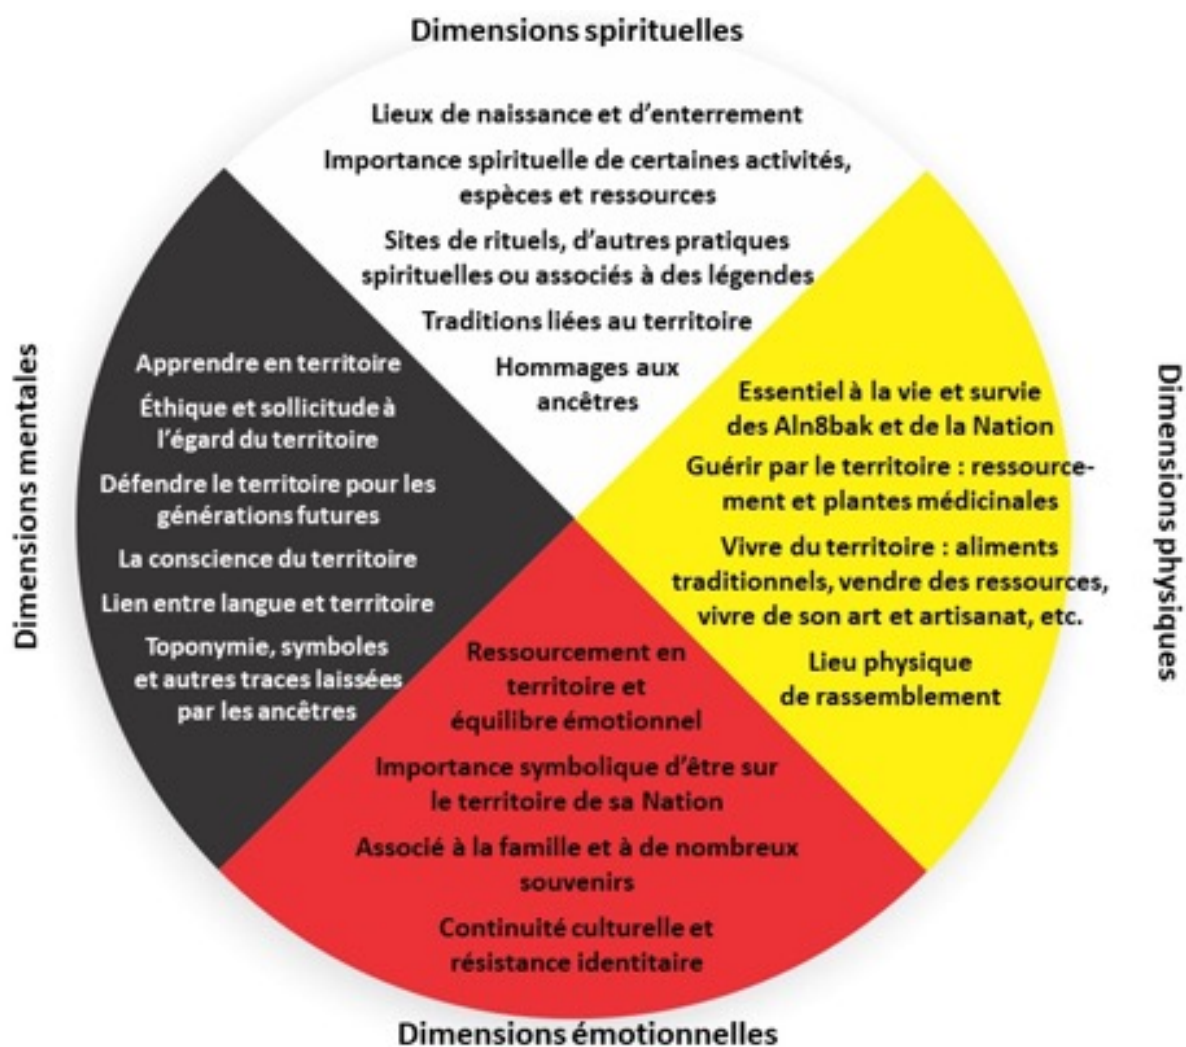 Dimensions spirituelles
Lieux de naissance et d'enterrement
Importance spirituelle de certaines activités,
espèces et ressources
Sites de rituels, d'autres pratiques
spirituelles ou associés à des légendes
Traditions liées au territoire
Hommages aux
ancêtres
Dimensions mentales
Apprendre en territoire
Éthique et sollicitude à
l'égard du territoire
Défendre le territoire pour les
générations futures
La conscience du territoire
Lien entre langue et territoire
Toponymie, symboles
et autres traces laissées
par les ancêtres
Dimensions physiques
Essentiel à la vie et survie
des Aln8bak et de la Nation
Guérir par le territoire : ressource-
ment et plantes médicinales
Vivre du territoire : aliments
traditionnels, vendre des ressources,
vivre de son art et artisanat, etc.
Lieu physique
de rassemblement
Ressourcement en
territoire et
équilibre émotionnel
Importance symbolique d'être sur
le territoire de sa Nation
Associé à la famille et à de nombreux
souvenirs
Continuité culturelle et
résistance identitaire
Dimensions émotionnelles